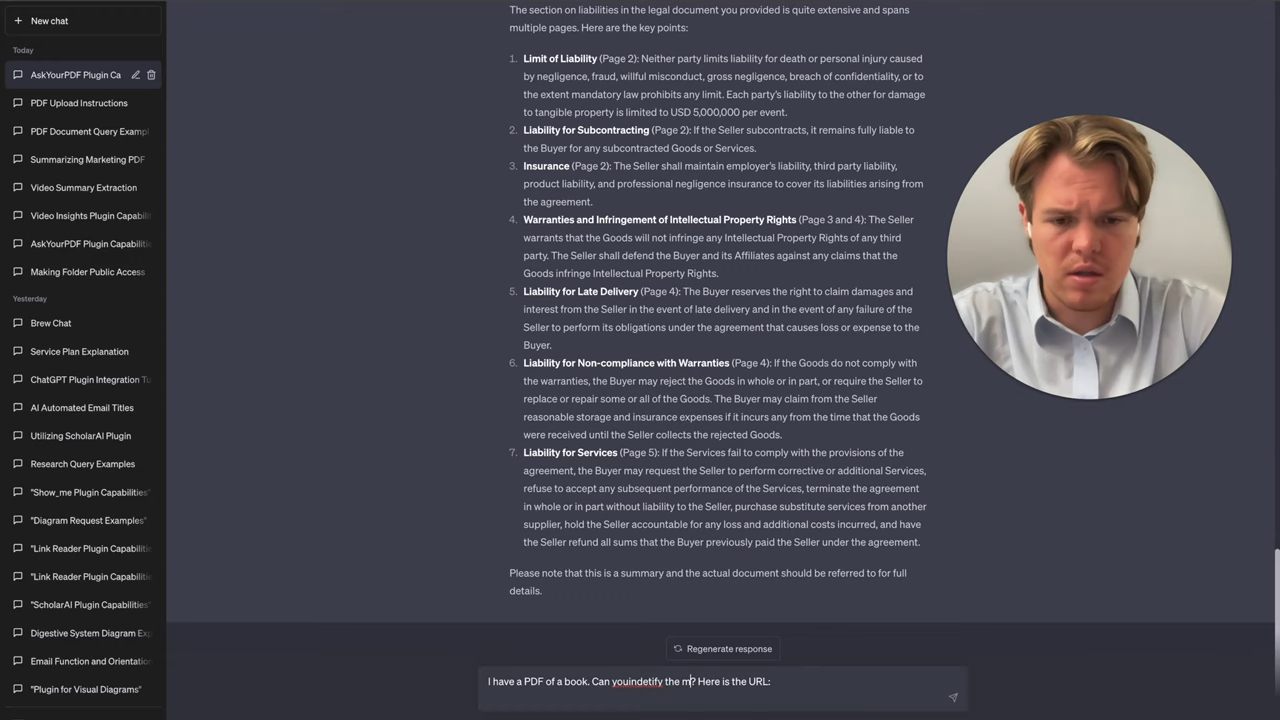 New chat
Today
AskYourPDF Plugin Ca
PDF Upload Instructions
PDF Document Query Exampl
Summarizing Marketing PDF
Video Summary Extraction
Video Insights Plugin Capabili
AskYourPDF Plugin Capabilitie
Making Folder Public Access
Yesterday
Brew Chat
Service Plan Explanation
ChatGPT Plugin Integration Tu
AI Automated Email Titles
Utilizing ScholarAI Plugin
Research Query Examples
"Show_me Plugin Capabilities"
"Diagram Request Examples"
"Link Reader Plugin Capabilitie
"Link Reader Plugin Capabilitie
"ScholarAI Plugin Capabilities"
Digestive System Diagram Exp
Email Function and Orientatio
"Plugin for Visual Diagrams"
The section on liabilities in the legal document you provided is quite extensive and spans
multiple pages. Here are the key points:
1. Limit of Liability (Page 2): Neither party limits liability for death or personal injury caused
by negligence, fraud, willful misconduct, gross negligence, breach of confidentiality, or to
the extent mandatory law prohibits any limit. Each party's liability to the other for damage
to tangible property is limited to USD 5,000,000 per event.
2. Liability for Subcontracting (Page 2): If the Seller subcontracts, it remains fully liable to
the Buyer for any subcontracted Goods or Services.
3. Insurance (Page 2): The Seller shall maintain employer's liability, third party liability,
product liability, and professional negligence insurance to cover its liabilities arising from
the agreement.
4. Warranties and Infringement of Intellectual Property Rights (Page 3 and 4): The Seller
warrants that the Goods will not infringe any Intellectual Property Rights of any third
party. The Seller shall defend the Buyer and its Affiliates against any claims that the
Goods infringe Intellectual Property Rights.
5. Liability for Late Delivery (Page 4): The Buyer reserves the right to claim damages and
interest from the Seller in the event of late delivery and in the event of any failure of the
Seller to perform its obligations under the agreement that causes loss or expense to the
Buyer.
6. Liability for Non-compliance with Warranties (Page 4): If the Goods do not comply with
the warranties, the Buyer may reject the Goods in whole or in part, or require the Seller to
replace or repair some or all of the Goods. The Buyer may claim from the Seller
reasonable storage and insurance expenses if it incurs any from the time that the Goods
were received until the Seller collects the rejected Goods.
7. Liability for Services (Page 5): If the Services fail to comply with the provisions of the
agreement, the Buyer may request the Seller to perform corrective or additional Services,
refuse to accept any subsequent performance of the Services, terminate the agreement
in whole or in part without liability to the Seller, purchase substitute services from another
supplier, hold the Seller accountable for any loss and additional costs incurred, and have
the Seller refund all sums that the Buyer previously paid the Seller under the agreement.
Please note that this is a summary and the actual document should be referred to for full
details.
Regenerate response
I have a PDF of a book. Can youindetify the m? Here is the URL: